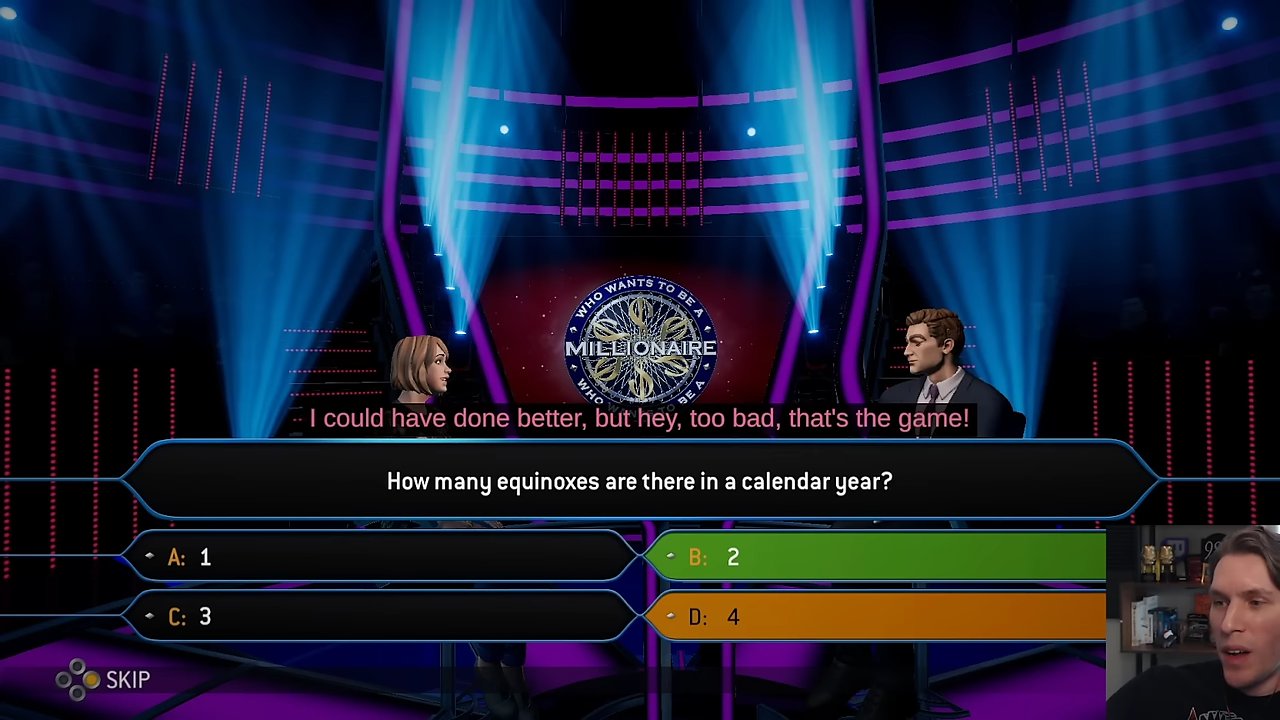 WHO WANTS TO BE A
MILLIONAIRE
I could have done better, but hey, too bad, that's the game!
How many equinoxes are there in a calendar year?
A: 1
B: 2
C: 3
D: 4
SKIP